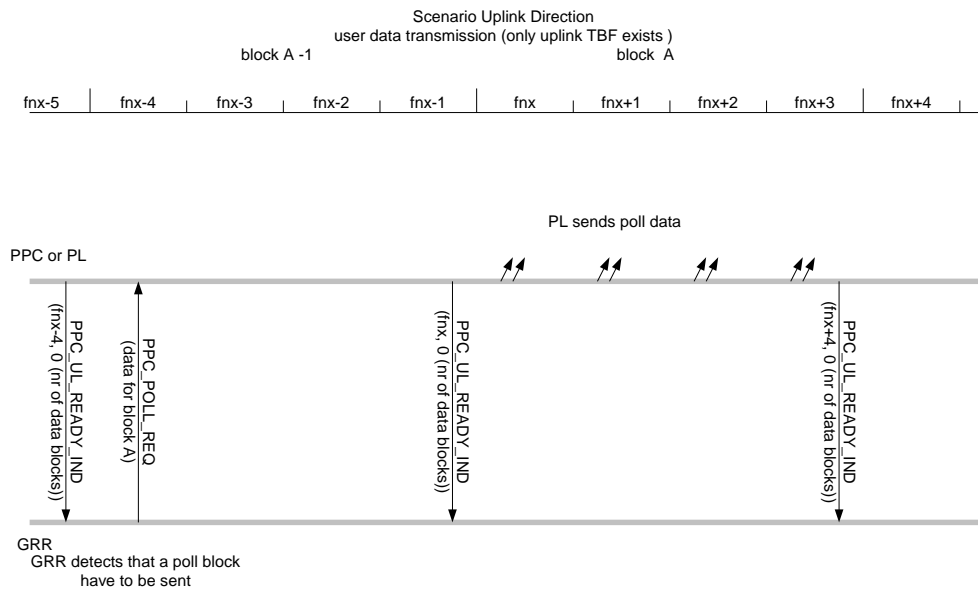 Scenario Uplink Direction
user data transmission (only uplink TBF exists )
block A -1
block A
fnx-5
fnx-4
fnx-3
fnx-2
fnx-1
fnx
fnx+1
fnx+2
fnx+3
fnx+4
PL sends poll data
PPC or PL
PPC_UL_READY_IND
(fnx-4, 0 (nr of data blocks))
PPC_POLL_REQ
(data for block A)
PPC_UL_READY_IND
(fnx, 0 (nr of data blocks))
PPC_UL_READY_IND
(fnx+4, 0 (nr of data blocks))
GRR
GRR detects that a poll block
have to be sent